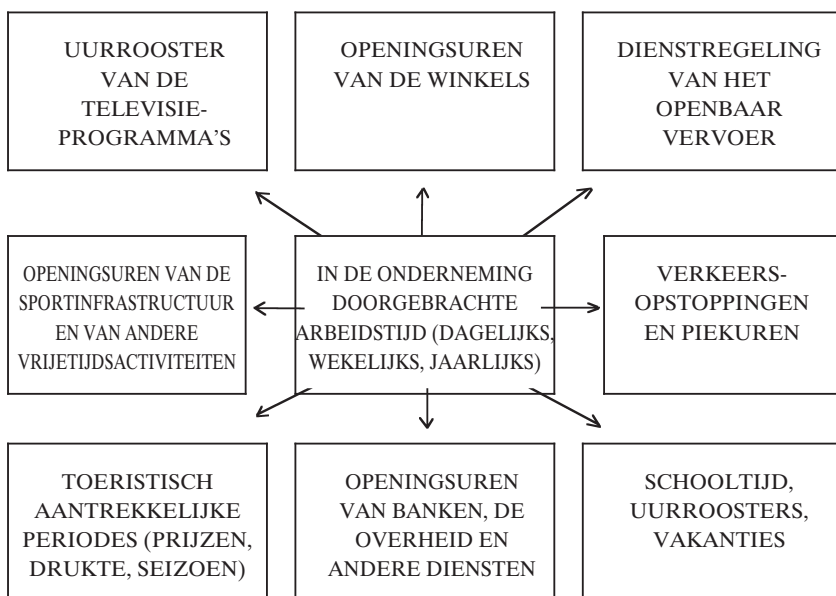 UURROOSTER
VAN DE
TELEVISIE-
PROGRAMMA'S
OPENINGSUREN
VAN DE WINKELS
DIENSTREGELING
VAN HET
OPENBAAR
VERVOER
OPENINGSUREN VAN DE
SPORTINFRASTRUCTUUR
EN VAN ANDERE
VRIJETIJDSACTIVITEITEN
IN DE ONDERNEMING
DOORGEBRACHTE
ARBEIDSTIJD (DAGELIJKS,
WEKELIJKS, JAARLIJKS)
VERKEERS-
OPSTOPPINGEN
EN PIEKUREN
TOERISTISCH
AANTREKKELIJKE
PERIODES (PRIJZEN,
DRUKTE, SEIZOEN)
OPENINGSUREN
VAN BANKEN, DE
OVERHEID EN
ANDERE DIENSTEN
SCHOOLTIJD,
UURROOSTERS,
VAKANTIES